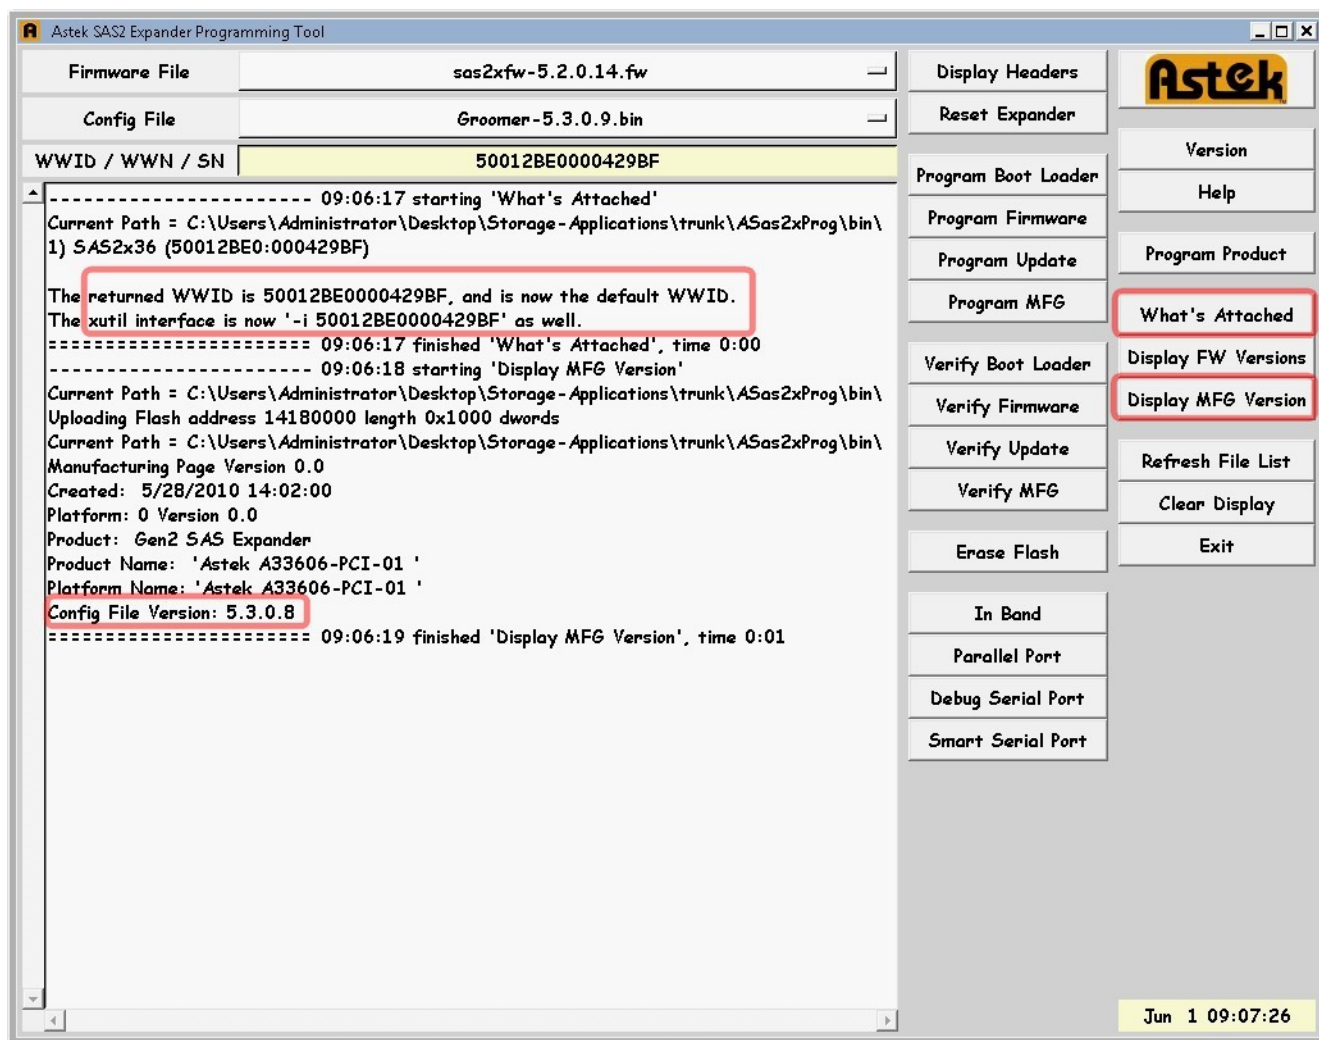 Astek SAS2 Expander Programming Tool
Firmware File
sas2xfw-5.2.0.14.fw
Config File
Groomer-5.3.0.9.bin
WWID / WWN / SN
50012BE0000429BF
---------------------- 09:06:17 starting 'What's Attached'
Current Path = C:\Users\Administrator\Desktop\Storage-Applications\trunk\ASas2xProg\bin\
1) SAS2x36 (50012BE0:000429BF)
The returned WWID is 50012BE0000429BF, and is now the default WWID.
The xutil interface is now '-i 50012BE0000429BF' as well.
====================== 09:06:17 finished 'What's Attached', time 0:00
---------------------- 09:06:18 starting 'Display MFG Version'
Current Path = C:\Users\Administrator\Desktop\Storage-Applications\trunk\ASas2xProg\bin\
Uploading Flash address 14180000 length 0x1000 dwords
Current Path = C:\Users\Administrator\Desktop\Storage-Applications\trunk\ASas2xProg\bin\
Manufacturing Page Version 0.0
Created:  5/28/2010 14:02:00
Platform: 0 Version 0.0
Product:  Gen2 SAS Expander
Product Name:  'Astek A33606-PCI-01 '
Platform Name: 'Astek A33606-PCI-01 '
Config File Version: 5.3.0.8
====================== 09:06:19 finished 'Display MFG Version', time 0:01
Display Headers
Reset Expander
Program Boot Loader
Program Firmware
Program Update
Program MFG
Verify Boot Loader
Verify Firmware
Verify Update
Verify MFG
Erase Flash
In Band
Parallel Port
Debug Serial Port
Smart Serial Port
Astek
Version
Help
Program Product
What's Attached
Display FW Versions
Display MFG Version
Refresh File List
Clear Display
Exit
Jun  1 09:07:26